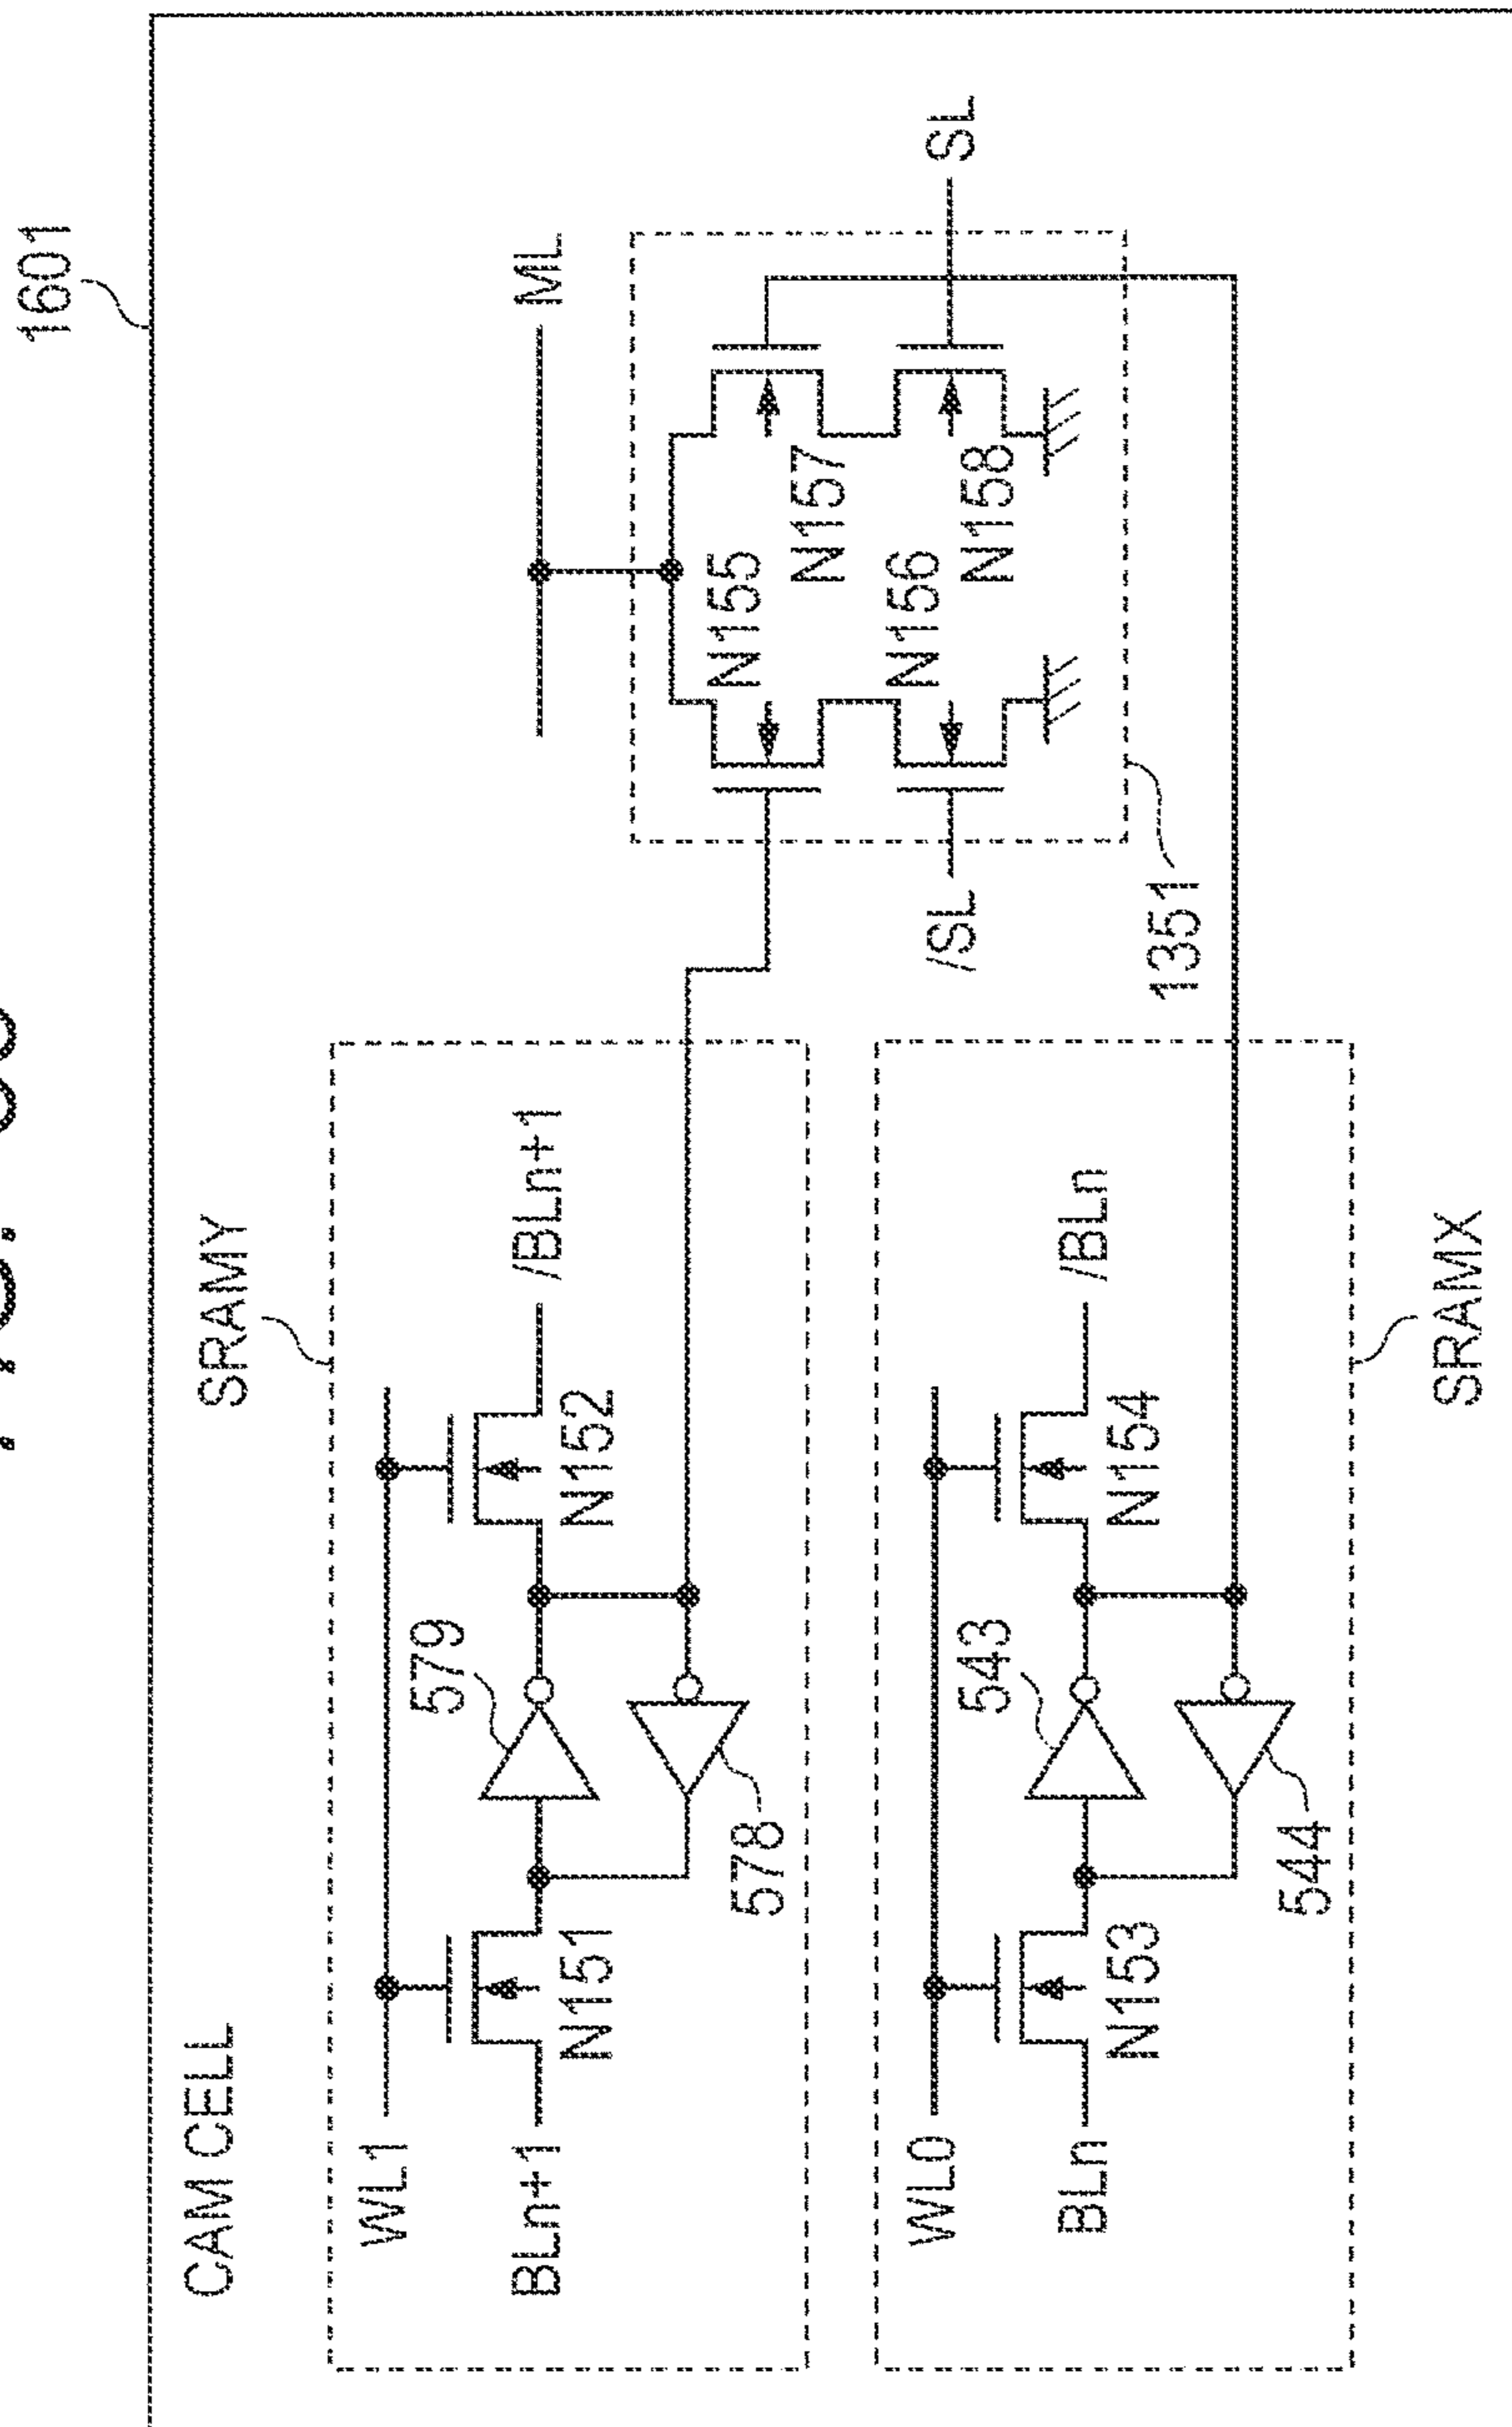 1601
CAM CELL
SRAMY
WL1
BLn+1
N151
579
578
N152
/BLn+1
ML
N155
N157
N156
N158
/SL
SL
1351
WL0
BLn
N153
543
544
N154
/BLn
SRAMX